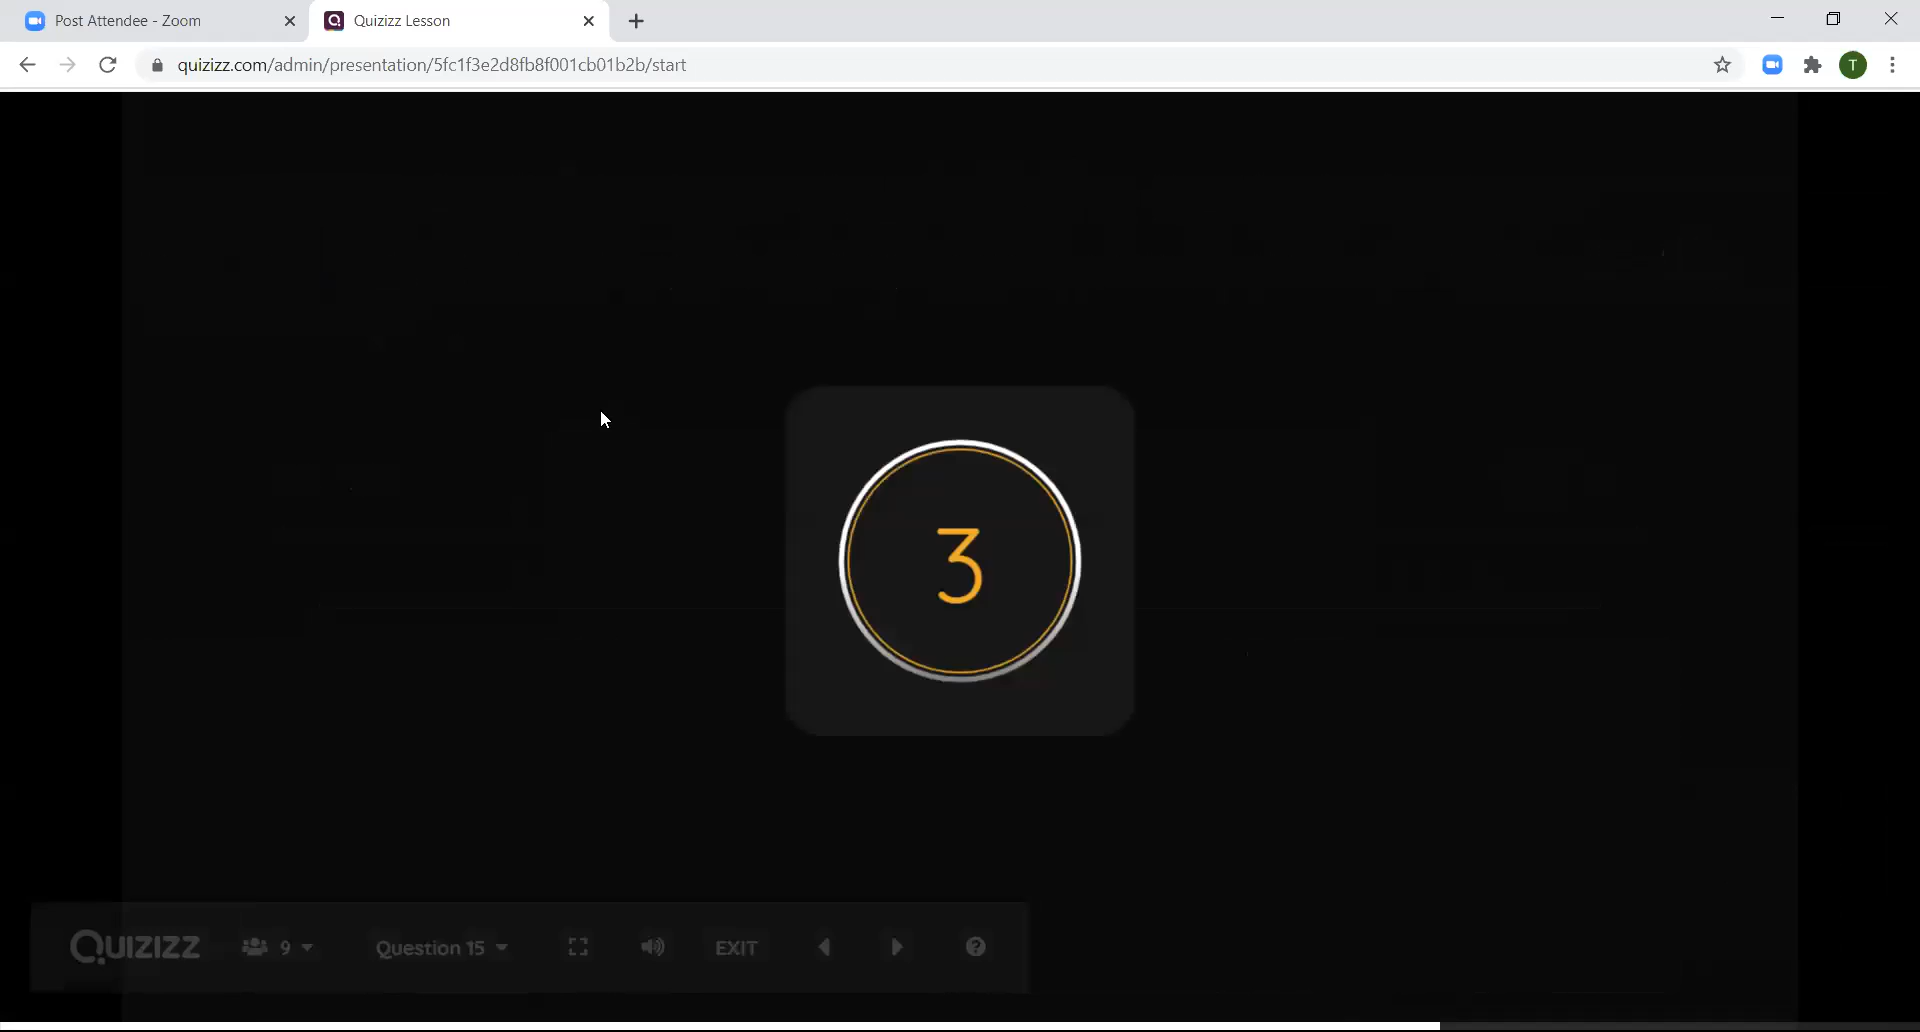 Post Attendee - Zoom
Quizizz Lesson
quizizz.com/admin/presentation/5fc1f3e2d8fb8f001cb01b2b/start
T
3
QUIZIZZ 9 Question 15 EXIT ?